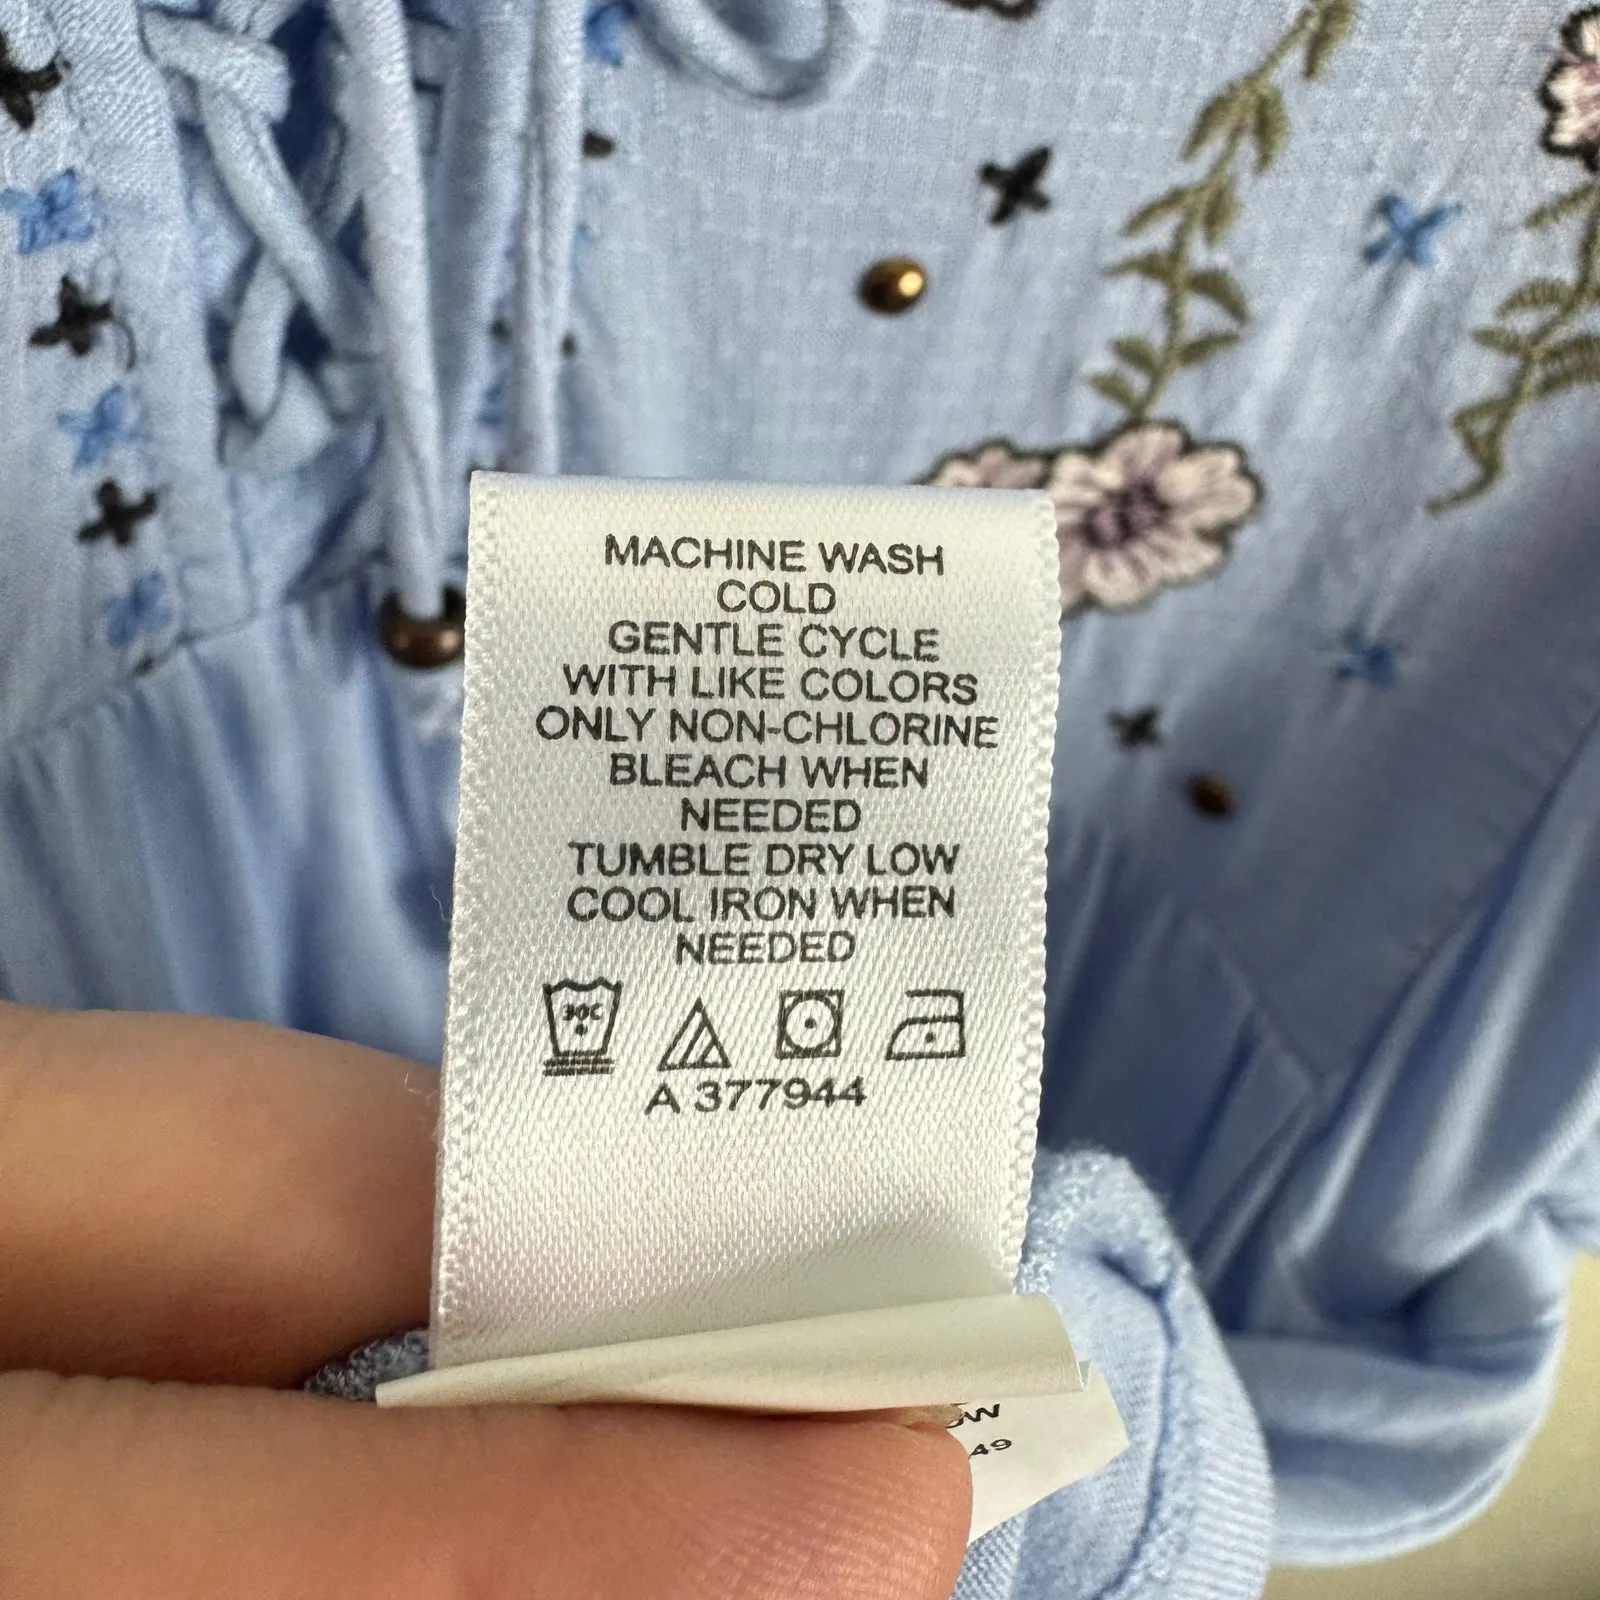 MACHINE WASH
COLD
GENTLE CYCLE
WITH LIKE COLORS
ONLY NON-CHLORINE
BLEACH WHEN
NEEDED
TUMBLE DRY LOW
COOL IRON WHEN
NEEDED
30C
A 377944
49